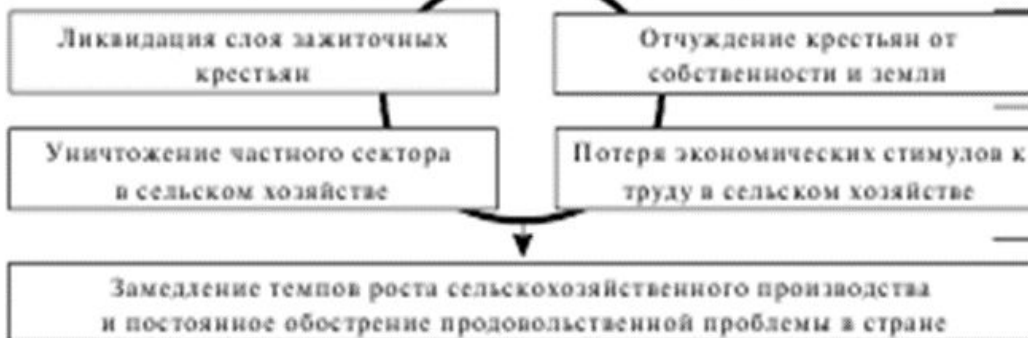 Ликвидация слоя зажиточных
крестьян
Отчуждение крестьян от
собственности и земли
Уничтожение частного сектора
в сельском хозяйстве
Потеря экономических стимулов к
труду в сельском хозяйстве
Замедление темпов роста сельскохозяйственного производства
и постоянное обострение продовольственной проблемы в стране